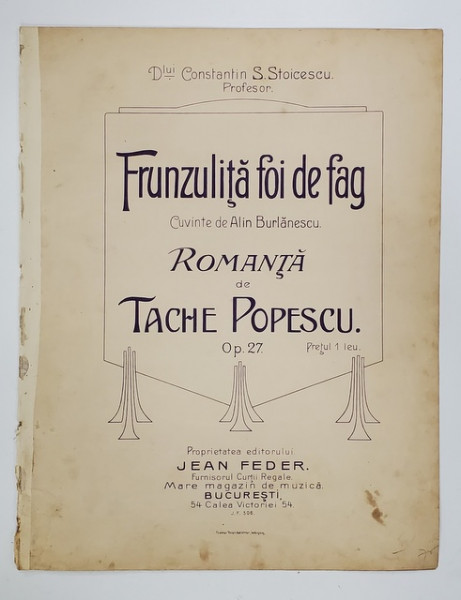 Dlui Constantin S. Stoicescu.
Profesor.
Frunzuliţă foi de fag
Cuvinte de Alin Burlănescu.
ROMANŢĂ
de
TACHE POPESCU.
Op. 27. Preţul 1 leu.
Proprietatea editorului
JEAN FEDER.
Furnisorul Curţii Regale.
Mare magazin de muzică.
BUCUREŞTI,
54 Calea Victoriei 54.